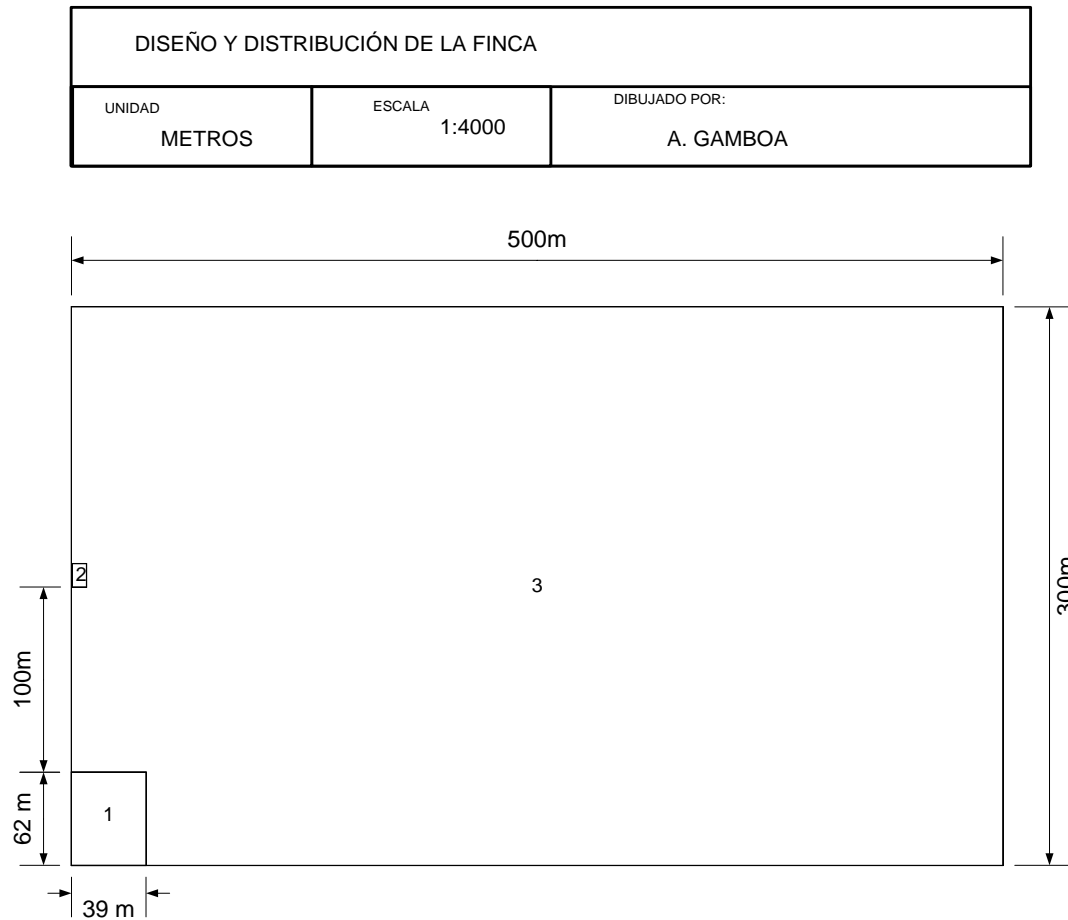 DISEÑO Y DISTRIBUCIÓN DE LA FINCA
UNIDAD
METROS
ESCALA
1:4000
DIBUJADO POR:
A. GAMBOA
500m
300m
2
3
100m
62 m
1
39 m